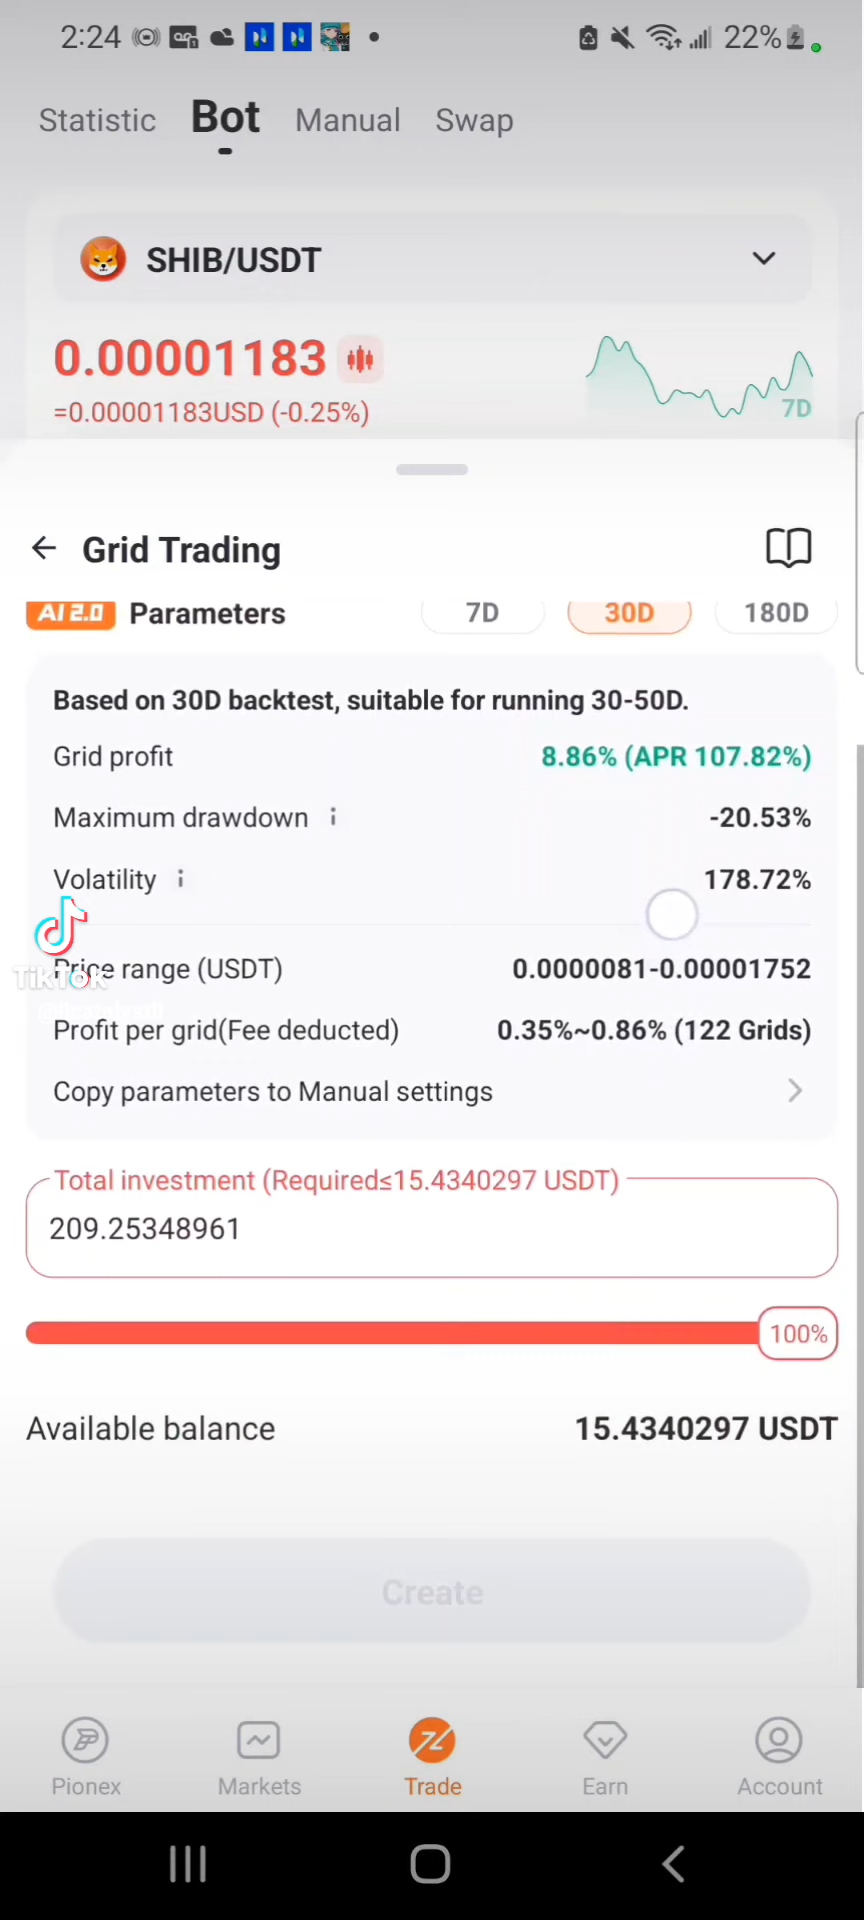 2:24 22%
Statistic Bot Manual Swap
SHIB/USDT
0.00001183
=0.00001183USD (-0.25%)
7D
Grid Trading
AI 2.0 Parameters 7D 30D 180D
Based on 30D backtest, suitable for running 30-50D.
Grid profit 8.86% (APR 107.82%)
Maximum drawdown i -20.53%
Volatility i 178.72%
TikTok
Price range (USDT) 0.0000081-0.00001752
Profit per grid(Fee deducted) 0.35%~0.86% (122 Grids)
Copy parameters to Manual settings
Total investment (Required≤15.4340297 USDT)
209.25348961
100%
Available balance 15.4340297 USDT
Create
Pionex Markets Trade Earn Account